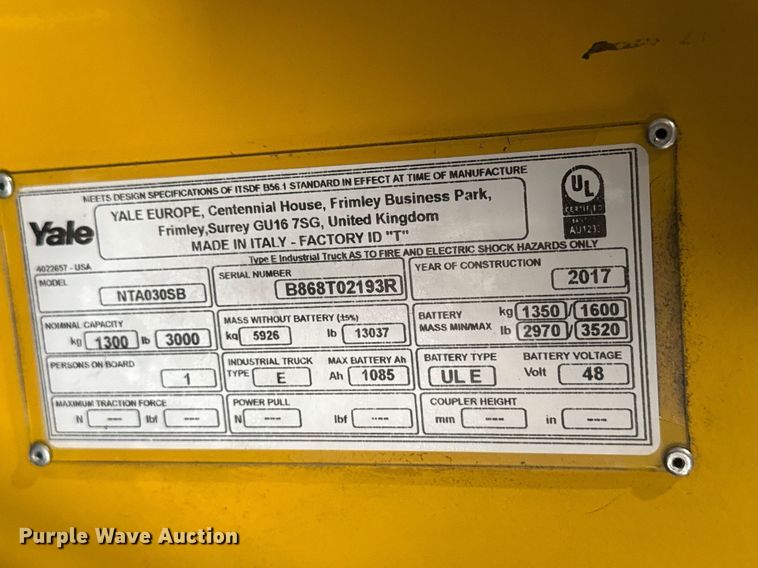 MEETS DESIGN SPECIFICATIONS OF ITSDF B56.1 STANDARD IN EFFECT AT TIME OF MANUFACTURE
Yale
YALE EUROPE, Centennial House, Frimley Business Park,
Frimley,Surrey GU16 7SG, United Kingdom
MADE IN ITALY - FACTORY ID "T"
UL
CERTIFIED
4022657 - USA
Type E Industrial Truck AS TO FIRE AND ELECTRIC SHOCK HAZARDS ONLY
MODEL NTA030SB
SERIAL NUMBER B868T02193R
YEAR OF CONSTRUCTION 2017
NOMINAL CAPACITY
kg 1300 lb 3000
MASS WITHOUT BATTERY (±5%)
kg 5926 lb 13037
BATTERY MASS MIN/MAX
kg 1350 / 1600
lb 2970 / 3520
PERSONS ON BOARD 1
INDUSTRIAL TRUCK TYPE E
MAX BATTERY Ah
Ah 1085
BATTERY TYPE UL E
BATTERY VOLTAGE
Volt 48
MAXIMUM TRACTION FORCE
N --- lbf ---
POWER PULL
N --- lbf ---
COUPLER HEIGHT
mm --- in ---
Purple Wave Auction